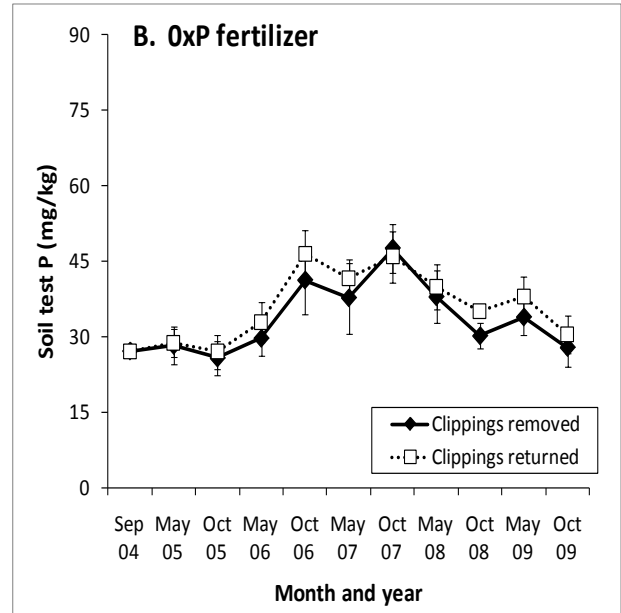 B. 0xP fertilizer
Soil test P (mg/kg)
90
75
60
45
30
15
0
Clippings removed
Clippings returned
Sep May Oct May Oct May Oct May Oct May Oct
04 05 05 06 06 07 07 08 08 09 09
Month and year